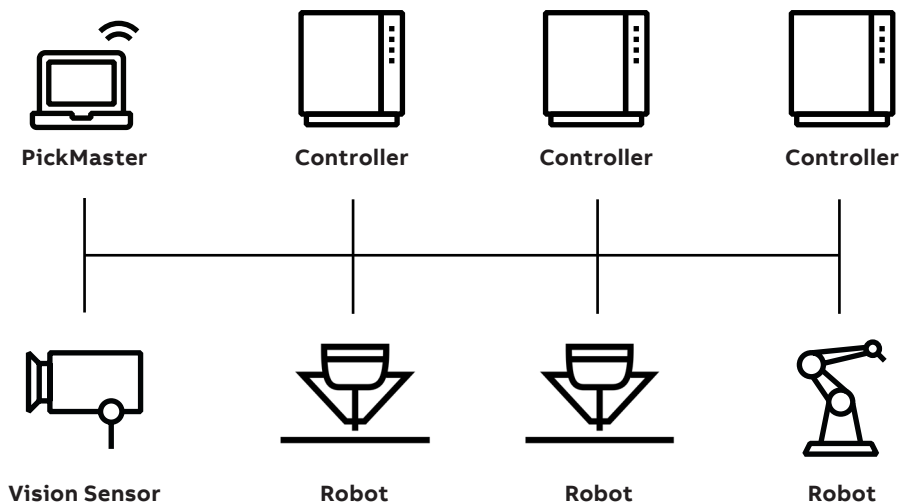 PickMaster
Controller
Controller
Controller
Vision Sensor
Robot
Robot
Robot